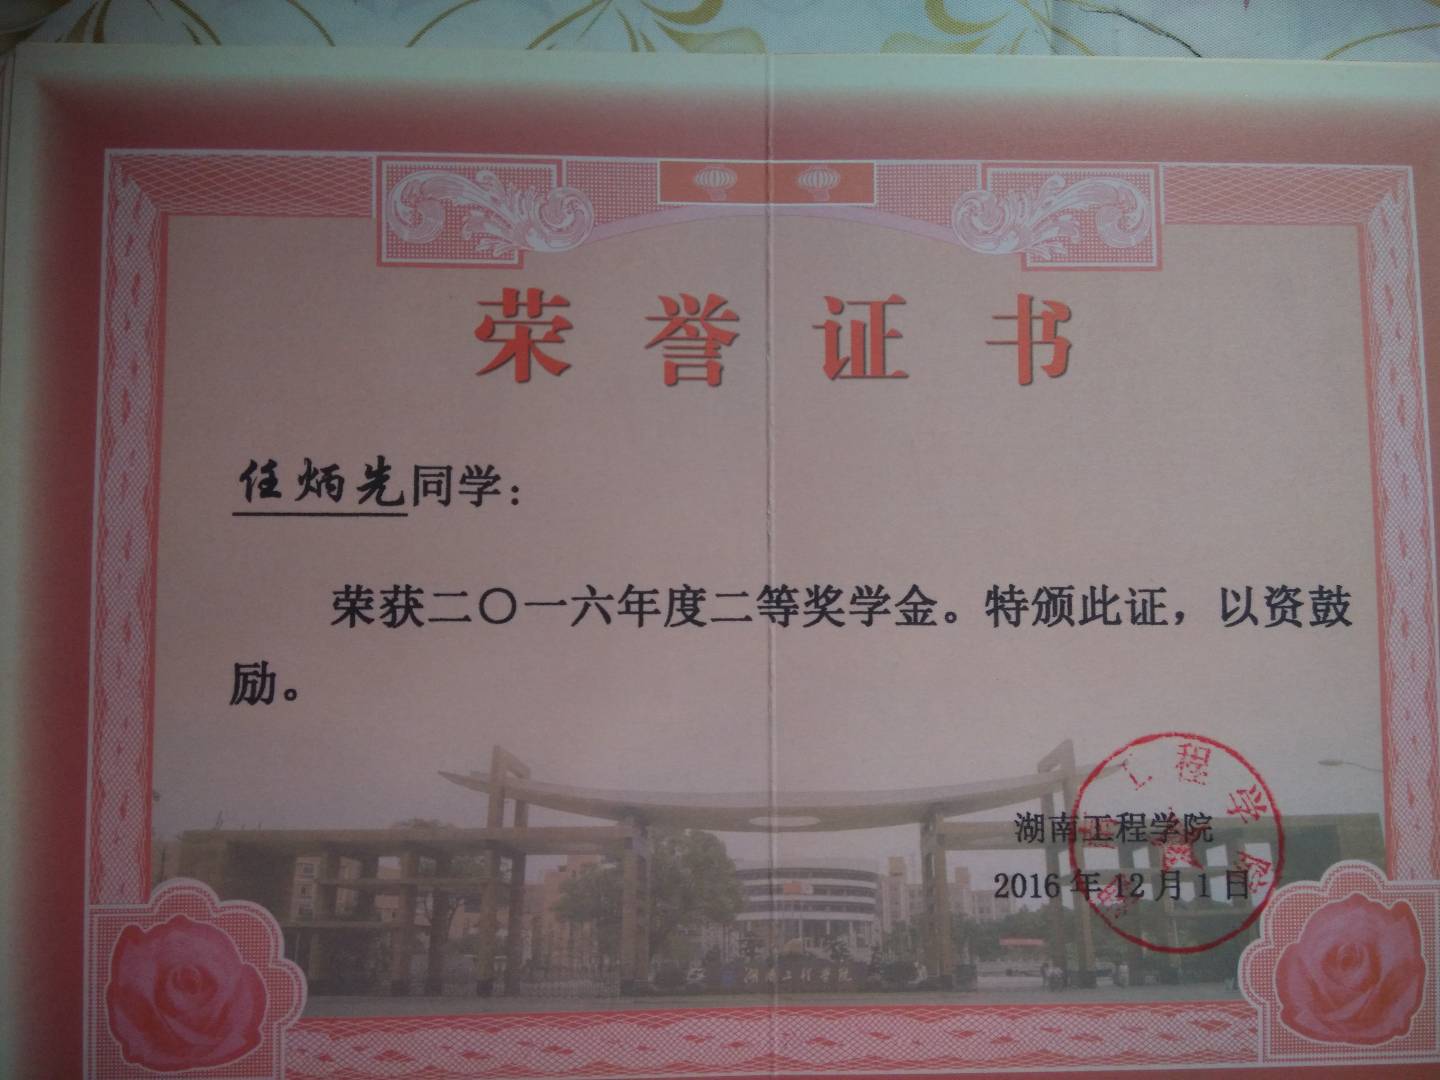 荣誉证书
任炳先同学：
荣获二〇一六年度二等奖学金。特颁此证，以资鼓
励。
湖南工程学院
2016年12月1日
湖南工程学院
湖南工程学院